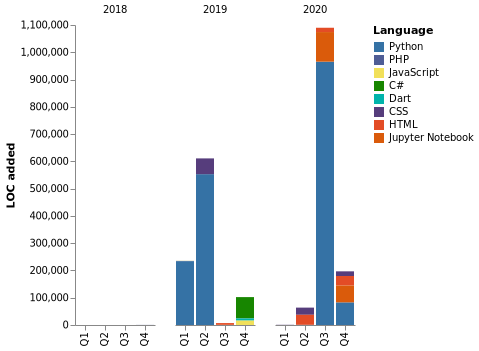 2018 2019 2020
1,100,000
1,000,000
900,000
800,000
700,000
600,000
500,000
400,000
300,000
200,000
100,000
0
LOC added
Q1 Q2 Q3 Q4 Q1 Q2 Q3 Q4 Q1 Q2 Q3 Q4
Language
Python
PHP
JavaScript
C#
Dart
CSS
HTML
Jupyter Notebook